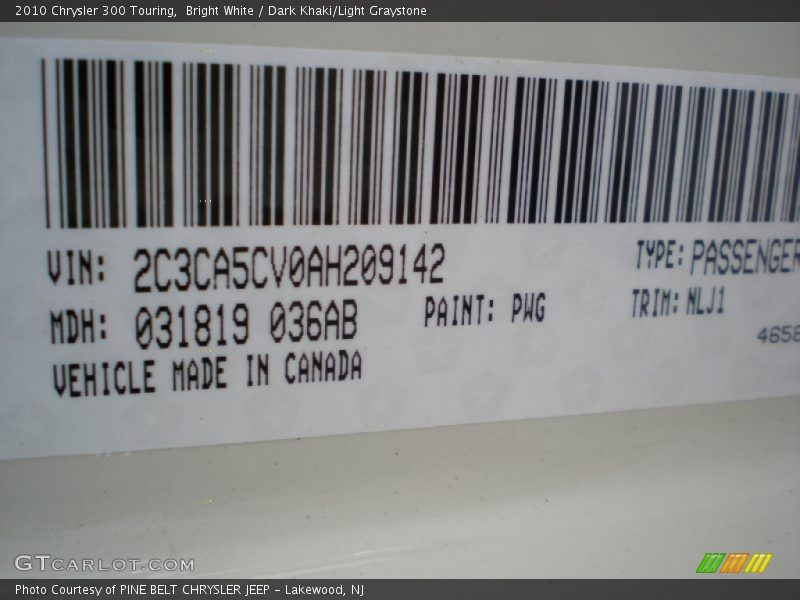 2010 Chrysler 300 Touring,  Bright White / Dark Khaki/Light Graystone
VIN: 2C3CA5CV0AH209142
TYPE: PASSENGER
MDH: 031819 036AB
PAINT: PWG
TRIM: NLJ1
4658
VEHICLE MADE IN CANADA
GTCARLOT.COM
Photo Courtesy of PINE BELT CHRYSLER JEEP - Lakewood, NJ